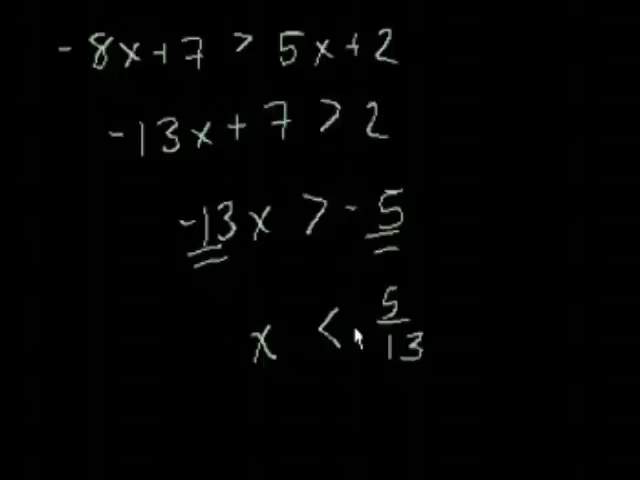 -8x+7 > 5x+2
-13x+7 > 2
-13x > -5
x < 5/13